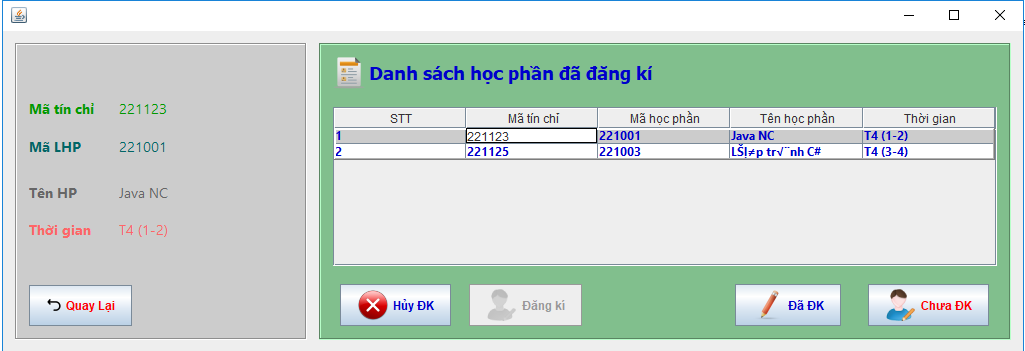 Mã tín chỉ 221123
Mã LHP 221001
Tên HP Java NC
Thời gian T4 (1-2)
Quay Lại
Danh sách học phần đã đăng kí
STT Mã tín chỉ Mã học phần Tên học phần Thời gian
1 221123 221001 Java NC T4 (1-2)
2 221125 221003 LŠị≠p tr√¨nh C# T4 (3-4)
Hủy ĐK Đăng kí Đã ĐK Chưa ĐK